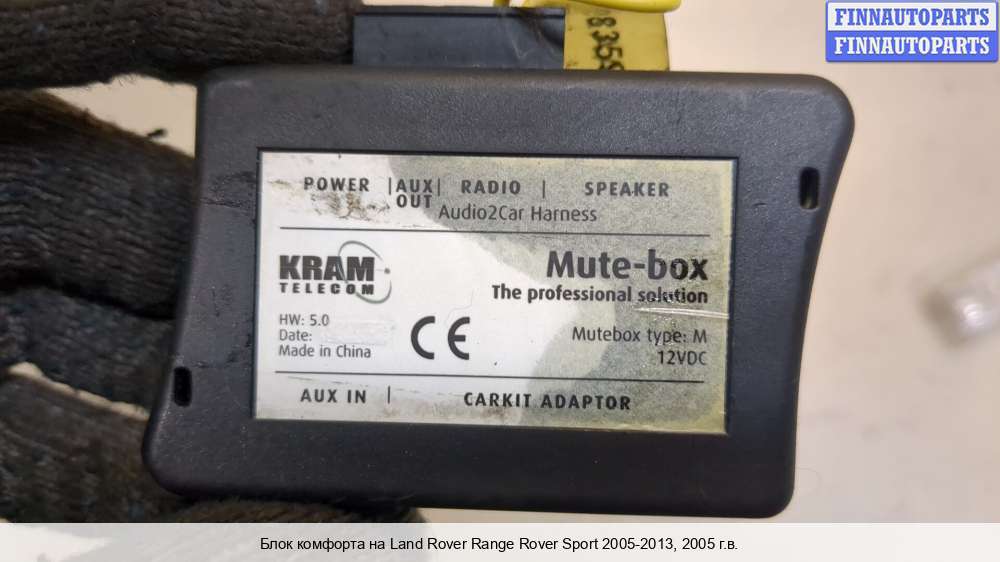 FINNAUTOPARTS
FINNAUTOPARTS
POWER | AUX OUT | RADIO | SPEAKER
Audio2Car Harness
KRAM
TELECOM
Mute-box
The professional solution
HW: 5.0
Date:
Made in China
CE
Mutebox type: M
12VDC
AUX IN | CARKIT ADAPTOR
Блок комфорта на Land Rover Range Rover Sport 2005-2013, 2005 г.в.